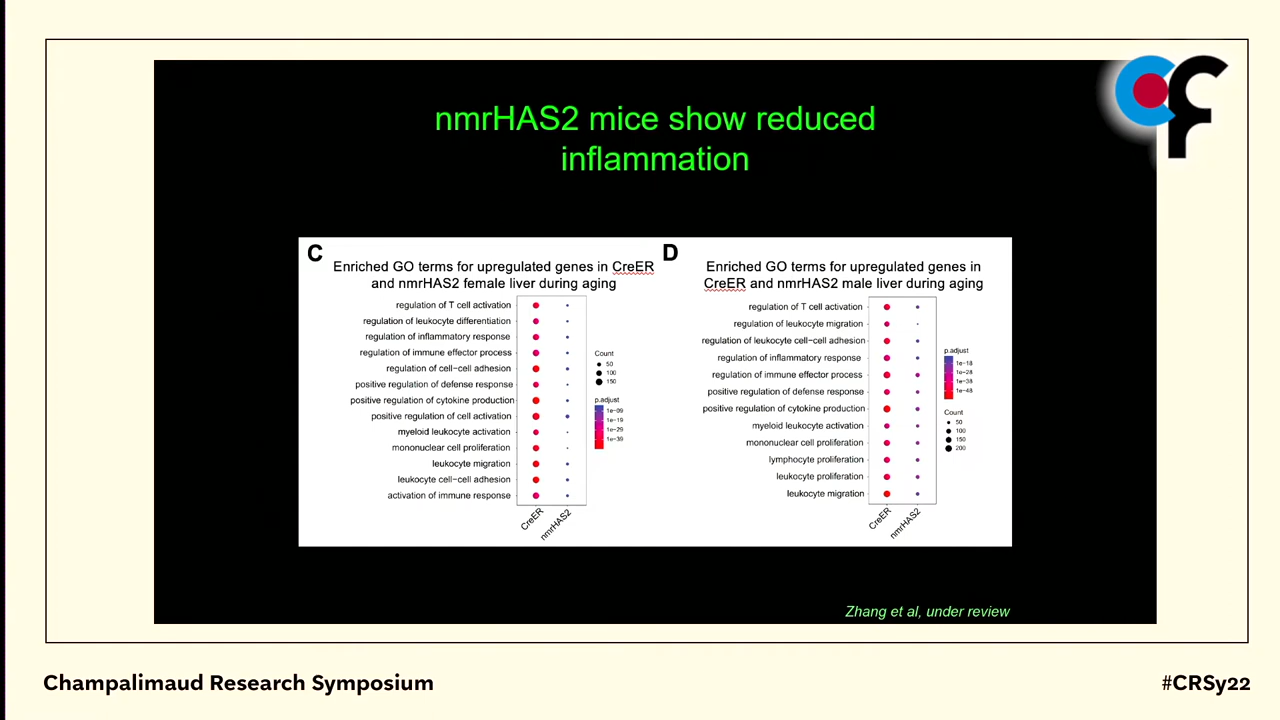 nmrHAS2 mice show reduced
inflammation
C
Enriched GO terms for upregulated genes in CreER
and nmrHAS2 female liver during aging
regulation of T cell activation
regulation of leukocyte differentiation
regulation of inflammatory response
regulation of immune effector process
regulation of cell−cell adhesion
positive regulation of defense response
positive regulation of cytokine production
positive regulation of cell activation
myeloid leukocyte activation
mononuclear cell proliferation
leukocyte migration
leukocyte cell−cell adhesion
activation of immune response
CreER
nmrHAS2
Count
50
100
150
p.adjust
1e−09
1e−19
1e−29
1e−39
D
Enriched GO terms for upregulated genes in
CreER and nmrHAS2 male liver during aging
regulation of T cell activation
regulation of leukocyte migration
regulation of leukocyte cell−cell adhesion
regulation of inflammatory response
regulation of immune effector process
positive regulation of defense response
positive regulation of cytokine production
myeloid leukocyte activation
mononuclear cell proliferation
lymphocyte proliferation
leukocyte proliferation
leukocyte migration
CreER
nmrHAS2
p.adjust
1e−18
1e−28
1e−38
1e−48
Count
50
100
150
200
Zhang et al, under review
Champalimaud Research Symposium
#CRSy22
cf